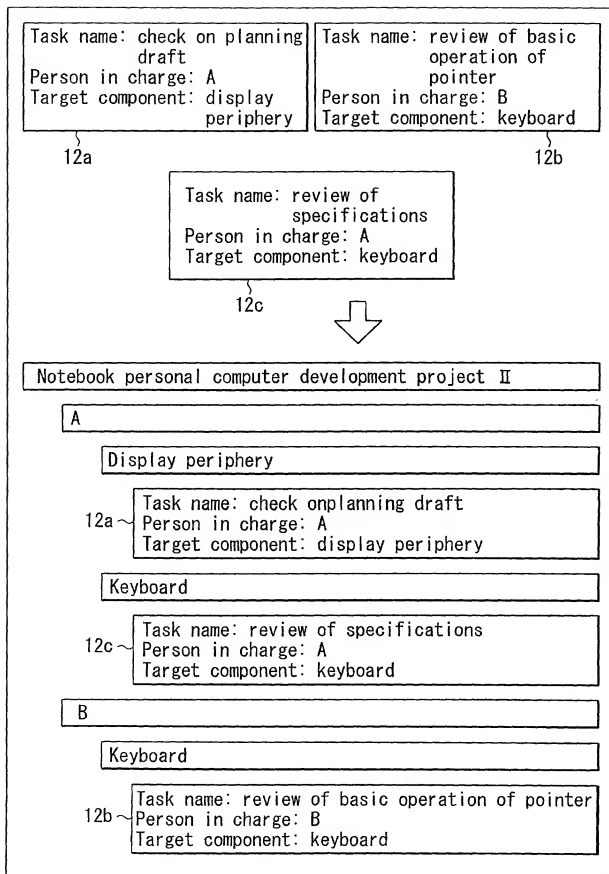 Task name: check on planning
draft
Person in charge: A
Target component: display
periphery
12a
Task name: review of basic
operation of
pointer
Person in charge: B
Target component: keyboard
12b
Task name: review of
specifications
Person in charge: A
Target component: keyboard
12c
Notebook personal computer development project Ⅱ
A
Display periphery
12a
Task name: check onplanning draft
Person in charge: A
Target component: display periphery
Keyboard
12c
Task name: review of specifications
Person in charge: A
Target component: keyboard
B
Keyboard
12b
Task name: review of basic operation of pointer
Person in charge: B
Target component: keyboard